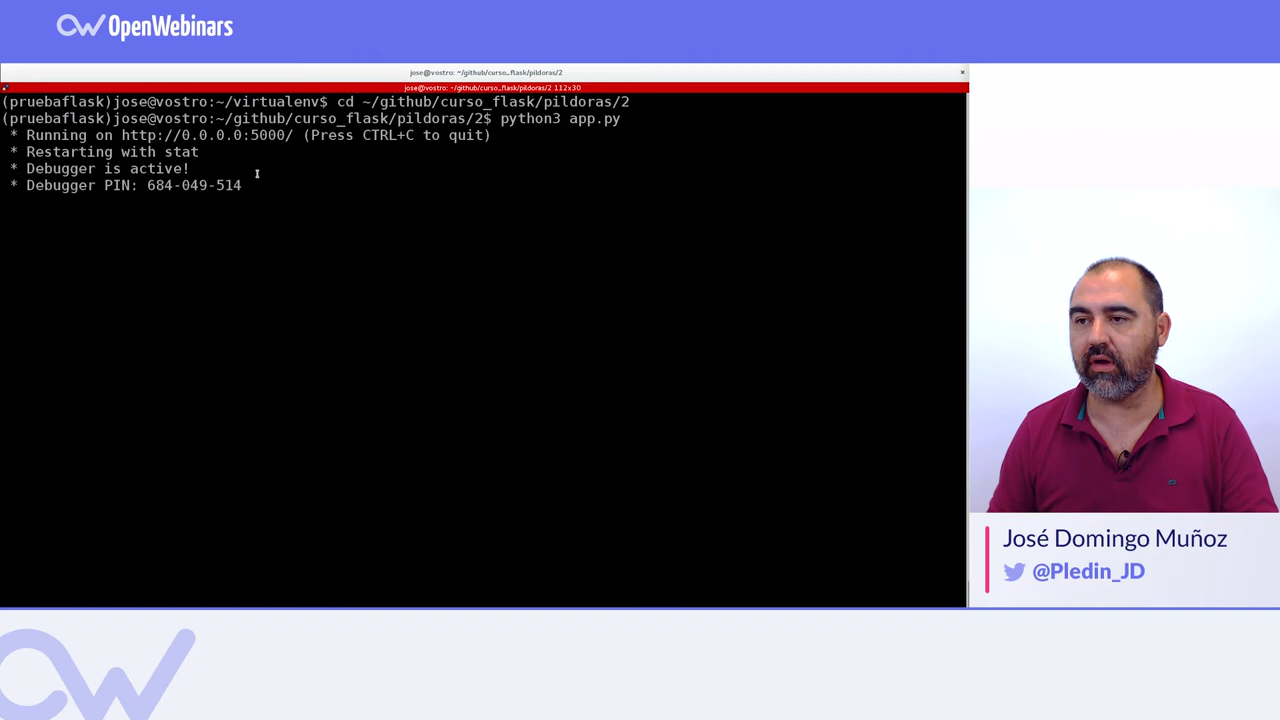 OpenWebinars
jose@vostro: ~/github/curso_flask/pildoras/2
jose@vostro: ~/github/curso_flask/pildoras/2 112x30
(pruebaflask)jose@vostro:~/virtualenv$ cd ~/github/curso_flask/pildoras/2
(pruebaflask)jose@vostro:~/github/curso_flask/pildoras/2$ python3 app.py
* Running on http://0.0.0.0:5000/ (Press CTRL+C to quit)
* Restarting with stat
* Debugger is active!
* Debugger PIN: 684-049-514
José Domingo Muñoz
@Pledin_JD